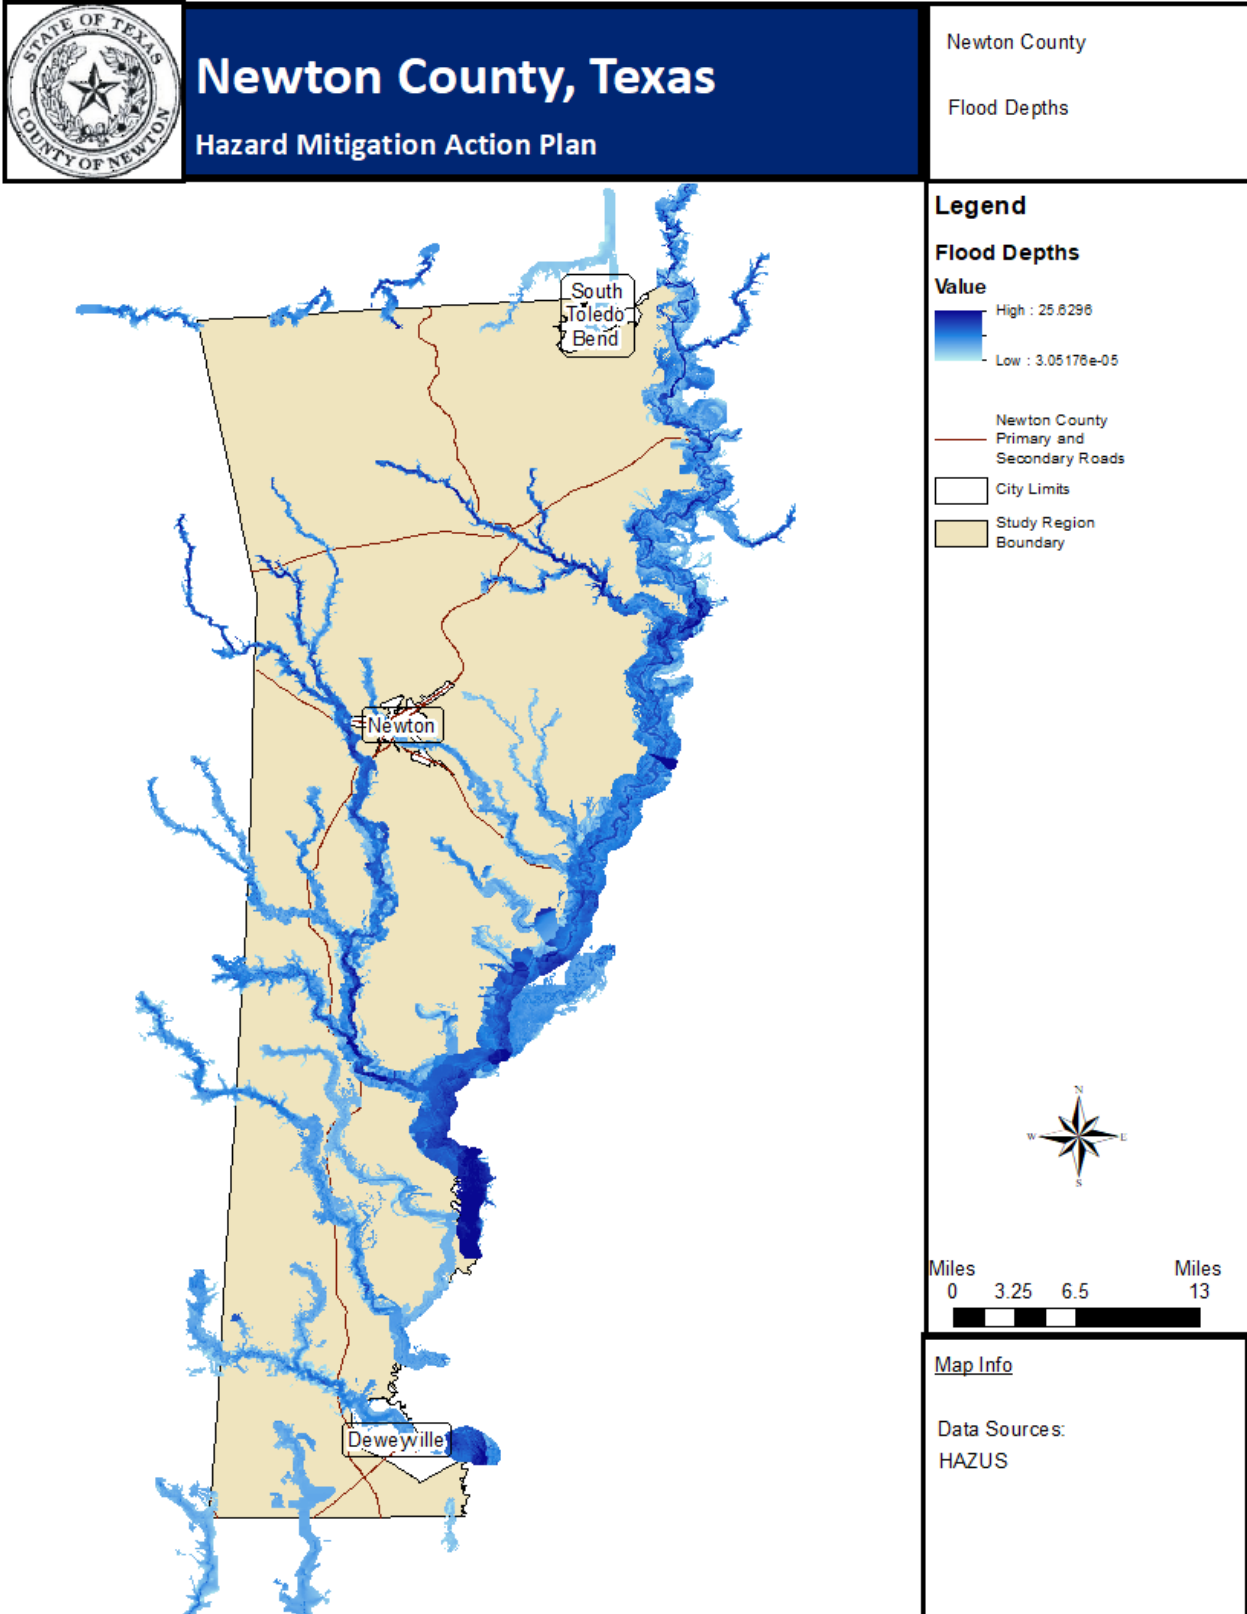 STATE OF TEXAS
COUNTY OF NEWTON
Newton County, Texas
Hazard Mitigation Action Plan
Newton County
Flood Depths
Legend
Flood Depths
Value
High : 25.6296
Low : 3.05176e-05
Newton County
Primary and
Secondary Roads
City Limits
Study Region
Boundary
South
Toledo
Bend
Newton
Deweyville
N
W
E
S
Miles
Miles
0
3.25
6.5
13
Map Info
Data Sources:
HAZUS